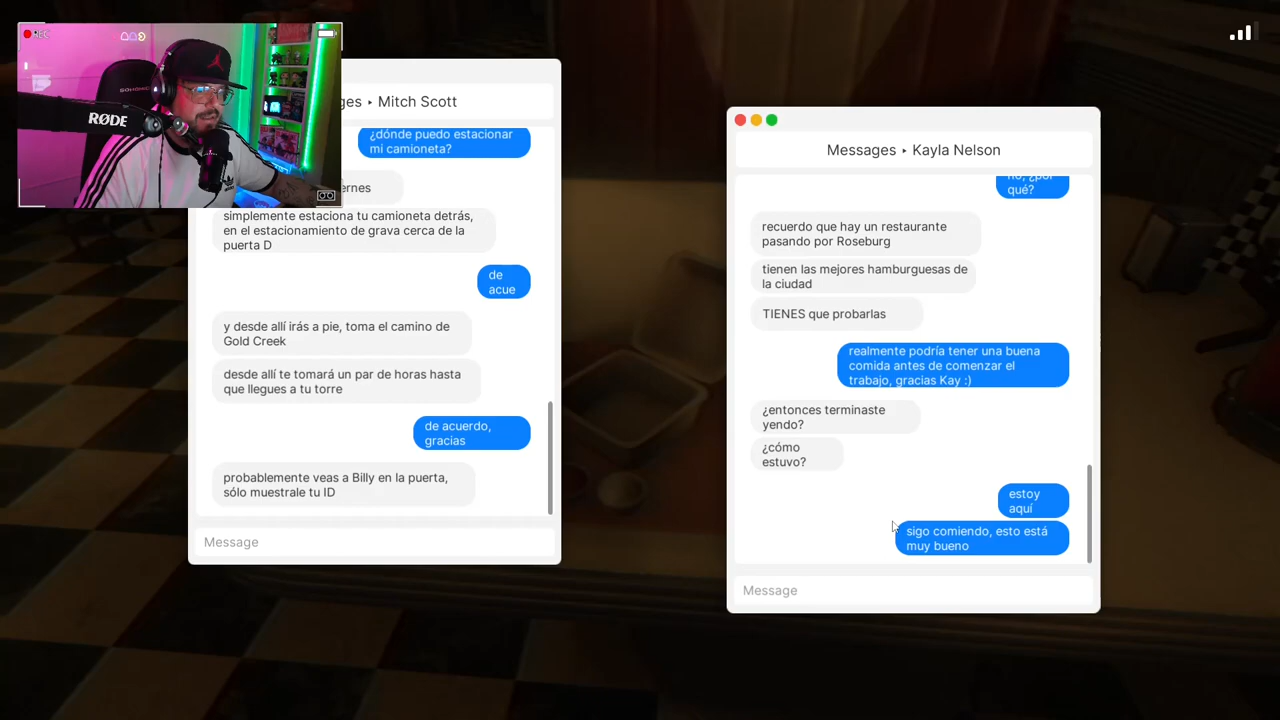 REC
RØDE
ges ▸ Mitch Scott
¿dónde puedo estacionar
mi camioneta?
ernes
simplemente estaciona tu camioneta detrás,
en el estacionamiento de grava cerca de la
puerta D
de
acue
y desde allí irás a pie, toma el camino de
Gold Creek
desde allí te tomará un par de horas hasta
que llegues a tu torre
de acuerdo,
gracias
probablemente veas a Billy en la puerta,
sólo muestrale tu ID
Message
Messages ▸ Kayla Nelson
no, ¿por
qué?
recuerdo que hay un restaurante
pasando por Roseburg
tienen las mejores hamburguesas de
la ciudad
TIENES que probarlas
realmente podría tener una buena
comida antes de comenzar el
trabajo, gracias Kay :)
¿entonces terminaste
yendo?
¿cómo
estuvo?
estoy
aquí
sigo comiendo, esto está
muy bueno
Message